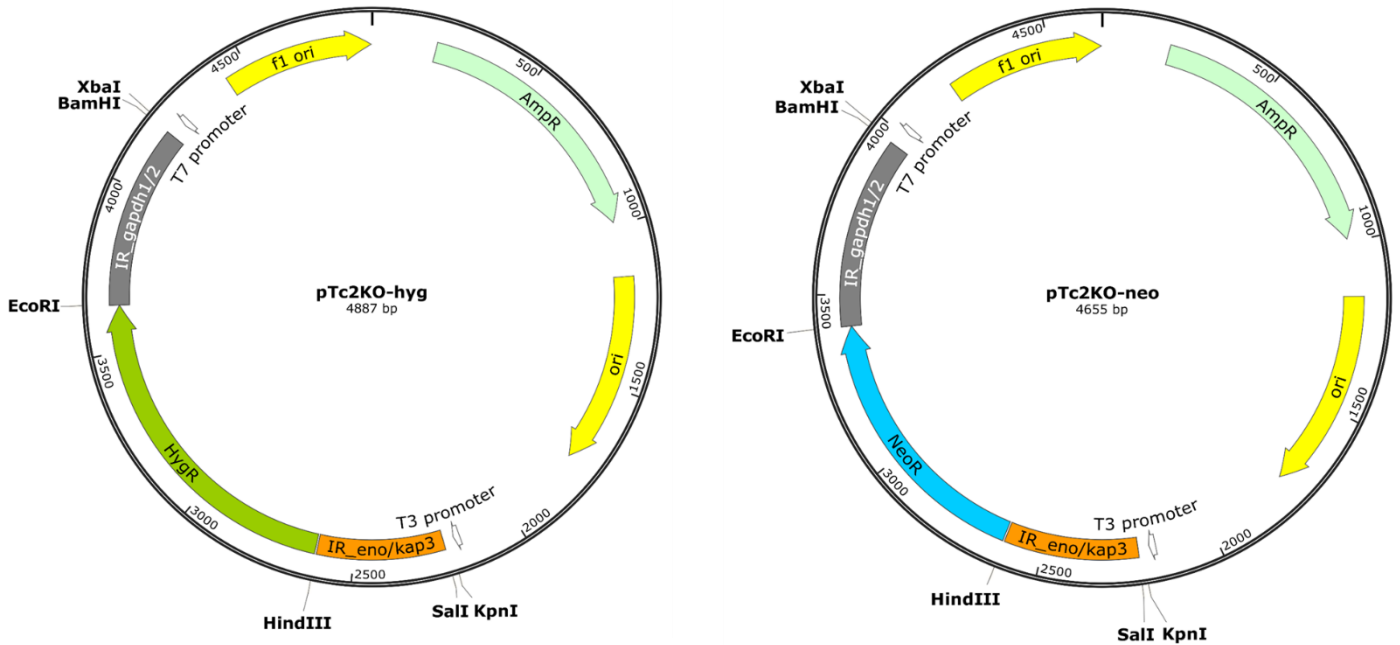 f1 ori
4500
500
XbaI
BamHI
AmpR
T7 promoter
4000
IR_gapdh1/2
1000
pTc2KO-hyg
4887 bp
EcoRI
3500
ori
1500
HygR
3000
T3 promoter
2000
IR_eno/kap3
2500
HindIII
SalI KpnI
4500
f1 ori
500
XbaI
BamHI
AmpR
4000
T7 promoter
IR_gapdh1/2
1000
pTc2KO-neo
4655 bp
3500
EcoRI
ori
1500
NeoR
3000
T3 promoter
2000
IR_eno/kap3
2500
HindIII
SalI KpnI